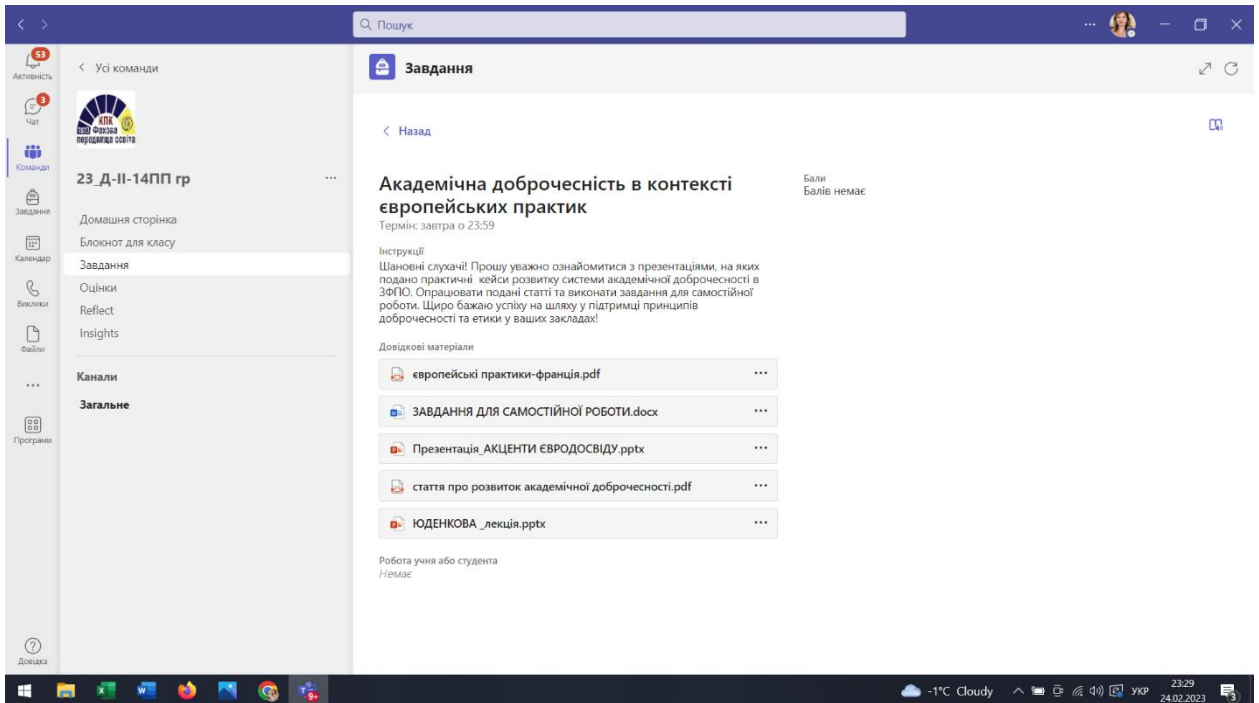 Пошук
53
Активність
3
Чат
Команди
Завдання
Календар
Виклики
Файли
Програми
Довідка
Усі команди
КПК
Фахова
передвища освіта
23_Д-ІІ-14ПП гр
Домашня сторінка
Блокнот для класу
Завдання
Оцінки
Reflect
Insights
Канали
Загальне
Завдання
Назад
Академічна доброчесність в контексті
європейських практик
Термін: завтра о 23:59
Бали
Балів немає
Інструкції
Шановні слухачі! Прошу уважно ознайомитися з презентаціями, на яких
подано практичні кейси розвитку системи академічної доброчесності в
ЗФПО. Опрацювати подані статті та виконати завдання для самостійної
роботи. Щиро бажаю успіху на шляху у підтримці принципів
доброчесності та етики у ваших закладах!
Довідкові матеріали
європейські практики-франція.pdf
ЗАВДАННЯ ДЛЯ САМОСТІЙНОЇ РОБОТИ.docx
Презентація_АКЦЕНТИ ЄВРОДОСВІДУ.pptx
стаття про розвиток академічної доброчесності.pdf
ЮДЕНКОВА _лекція.pptx
Робота учня або студента
Немає
9+
-1°C Cloudy
УКР
23:29
24.02.2023
3